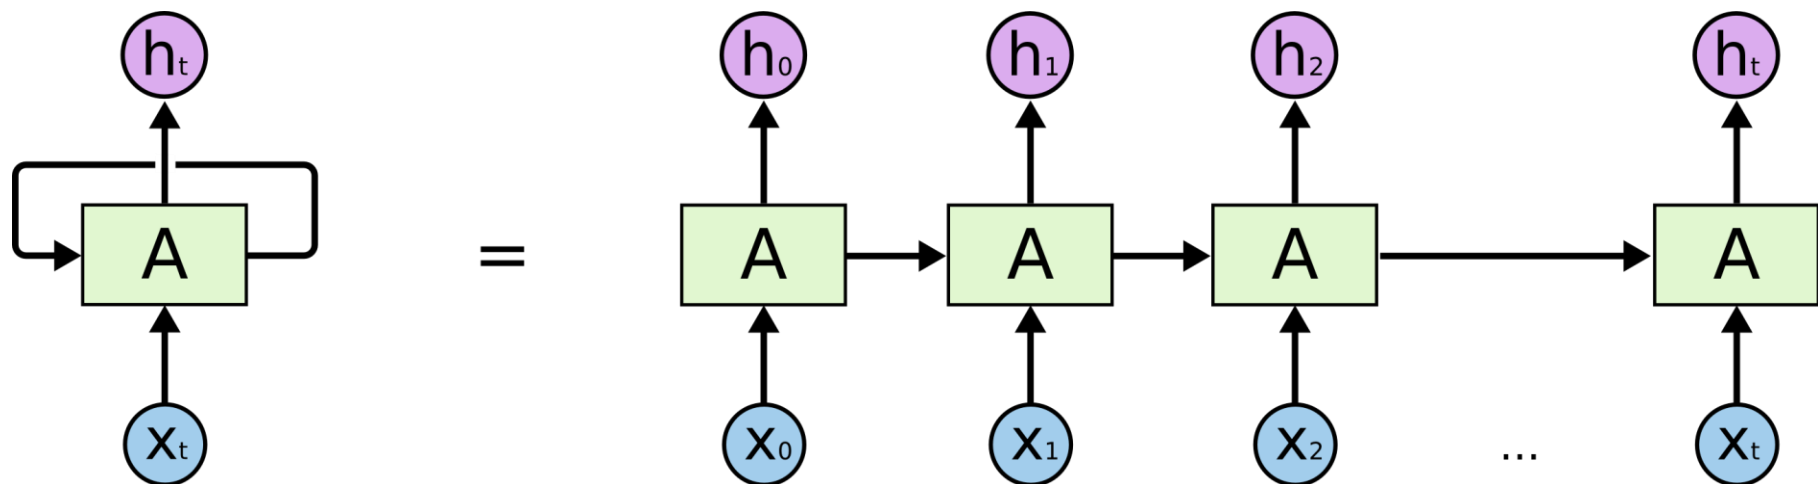 hₜ h₀ h₁ h₂ hₜ
A = A A A A
xₜ x₀ x₁ x₂ ... xₜ